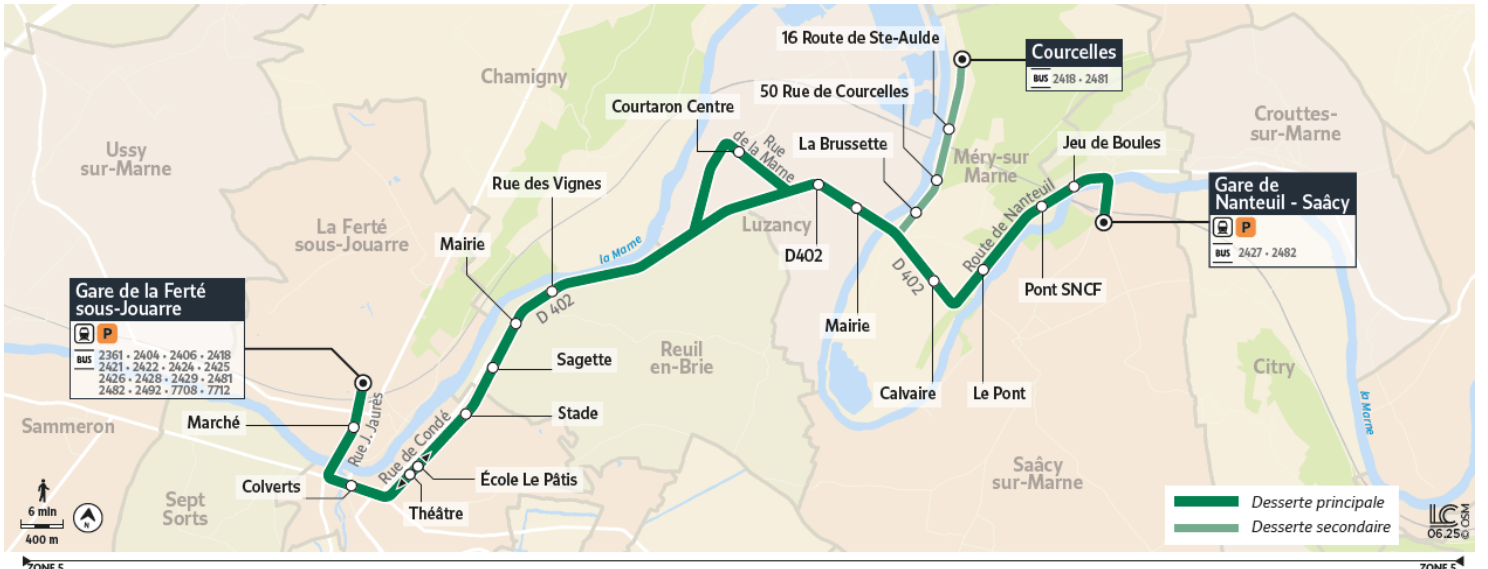 16 Route de Ste-Aulde
Courcelles
BUS 2418 • 2481
Chamigny
50 Rue de Courcelles
Courtaron Centre
Crouttes-
sur-Marne
Ussy
sur-Marne
Rue
de la Marne
La Brussette
Méry-sur
Marne
Jeu de Boules
Rue des Vignes
Gare de
Nanteuil - Saâcy
P
BUS 2427 • 2482
La Ferté
sous-Jouarre
Mairie
la Marne
Luzancy
D402
D 402
Route de Nanteuil
Pont SNCF
Gare de la Ferté
sous-Jouarre
P
BUS 2361 • 2404 • 2406 • 2418
2421 • 2422 • 2424 • 2425
2426 • 2428 • 2429 • 2481
2482 • 2492 • 7708 • 7712
D 402
Mairie
Sagette
Reuil
en-Brie
Citry
Calvaire
Le Pont
la Marne
Stade
Sammeron
Marché
Rue J. Jaurès
Rue de Condé
École Le Pâtis
Colverts
Théâtre
Sept
Sorts
Saâcy
sur-Marne
6 min
400 m
N
Desserte principale
Desserte secondaire
LC
06.25
© OSM
ZONE 5
ZONE 5